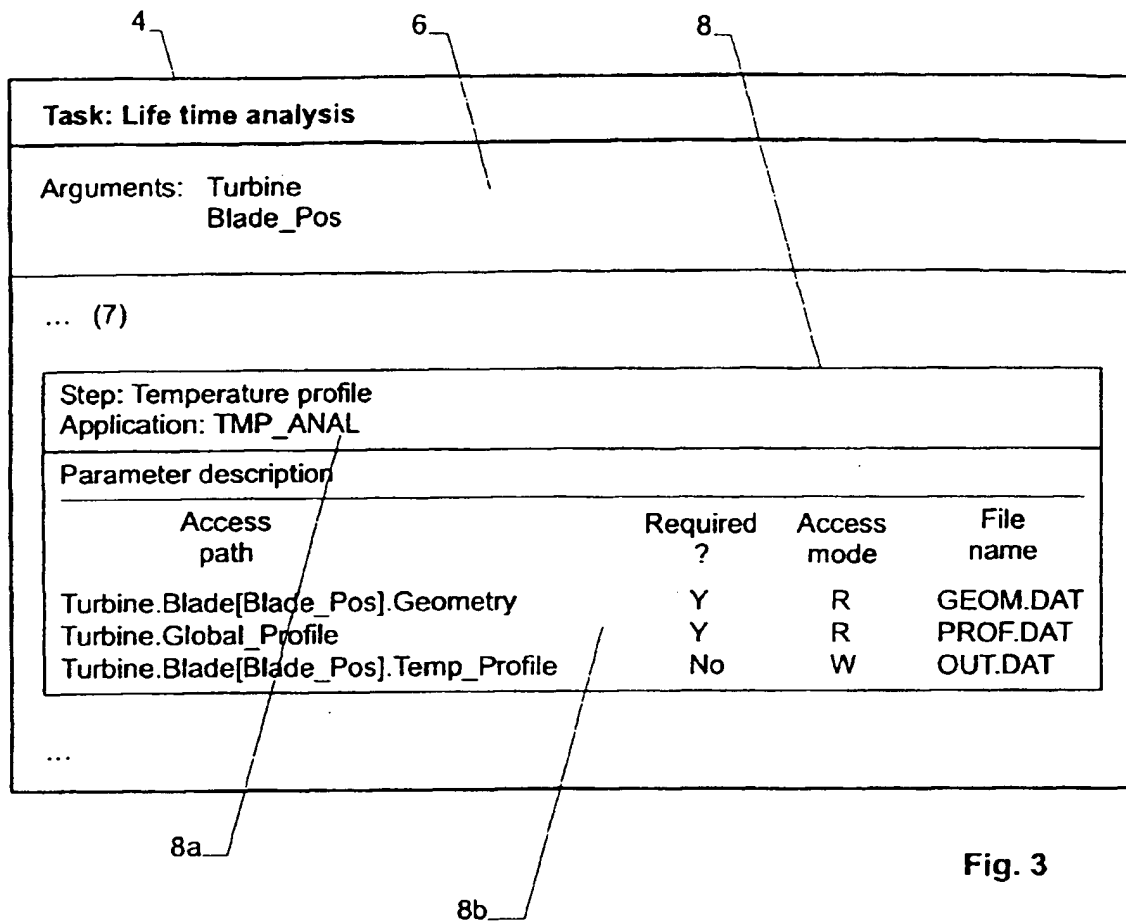 4 6 8
Task: Life time analysis
Arguments: Turbine
Blade_Pos
... (7)
Step: Temperature profile
Application: TMP_ANAL
Parameter description
Access path Required ? Access mode File name
Turbine.Blade[Blade_Pos].Geometry Y R GEOM.DAT
Turbine.Global_Profile Y R PROF.DAT
Turbine.Blade[Blade_Pos].Temp_Profile No W OUT.DAT
...
8a
8b
Fig. 3